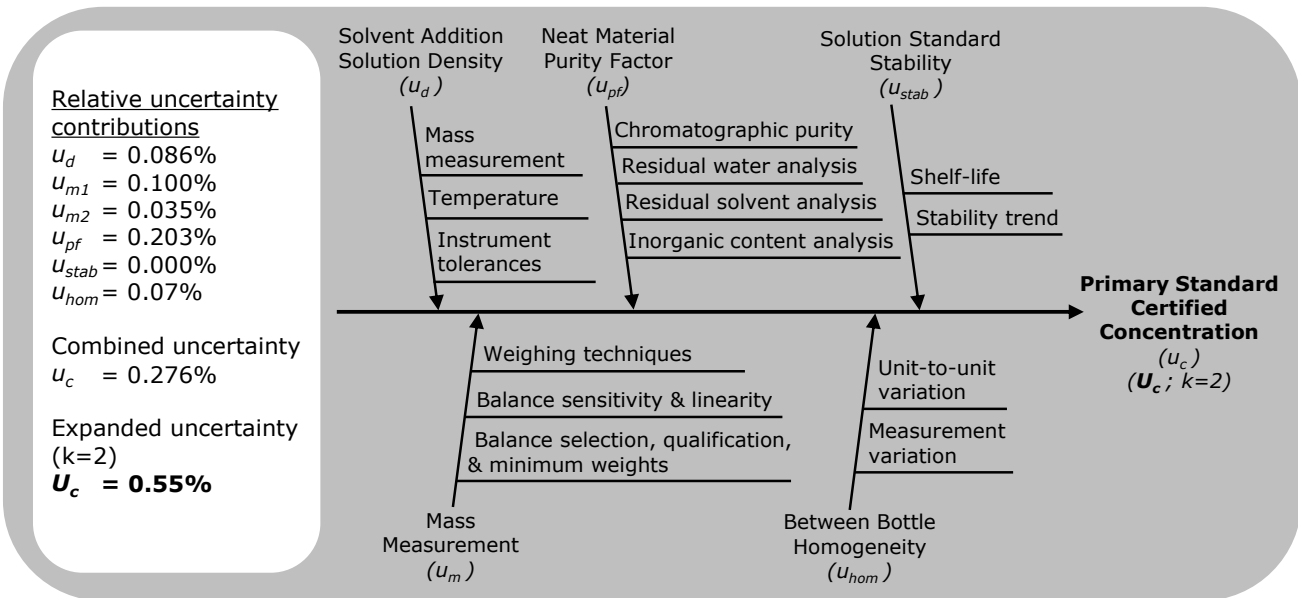 Relative uncertainty
contributions
u_d = 0.086%
u_m1 = 0.100%
u_m2 = 0.035%
u_pf = 0.203%
u_stab = 0.000%
u_hom = 0.07%
Combined uncertainty
u_c = 0.276%
Expanded uncertainty
(k=2)
U_c = 0.55%
Solvent Addition
Solution Density
(u_d )
Mass
measurement
Temperature
Instrument
tolerances
Neat Material
Purity Factor
(u_pf)
Chromatographic purity
Residual water analysis
Residual solvent analysis
Inorganic content analysis
Solution Standard
Stability
(u_stab )
Shelf-life
Stability trend
Primary Standard
Certified
Concentration
(u_c )
(U_c ; k=2)
Weighing techniques
Balance sensitivity & linearity
Balance selection, qualification,
& minimum weights
Mass
Measurement
(u_m )
Unit-to-unit
variation
Measurement
variation
Between Bottle
Homogeneity
(u_hom )